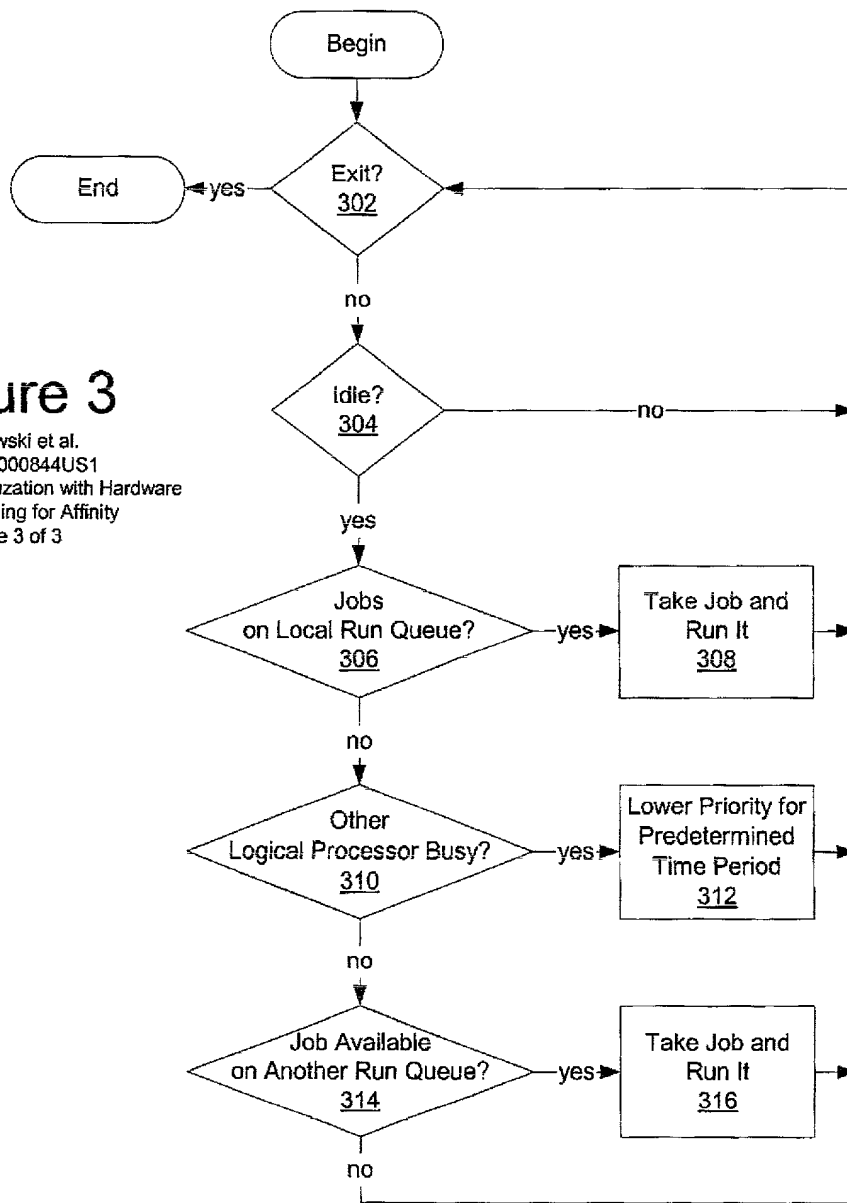 Begin
Exit?
302
yes
End
no
ure 3
wski et al.
000844US1
zation with Hardware
ing for Affinity
e 3 of 3
Idle?
304
no
yes
Jobs
on Local Run Queue?
306
yes
Take Job and
Run It
308
no
Other
Logical Processor Busy?
310
yes
Lower Priority for
Predetermined
Time Period
312
no
Job Available
on Another Run Queue?
314
yes
Take Job and
Run It
316
no